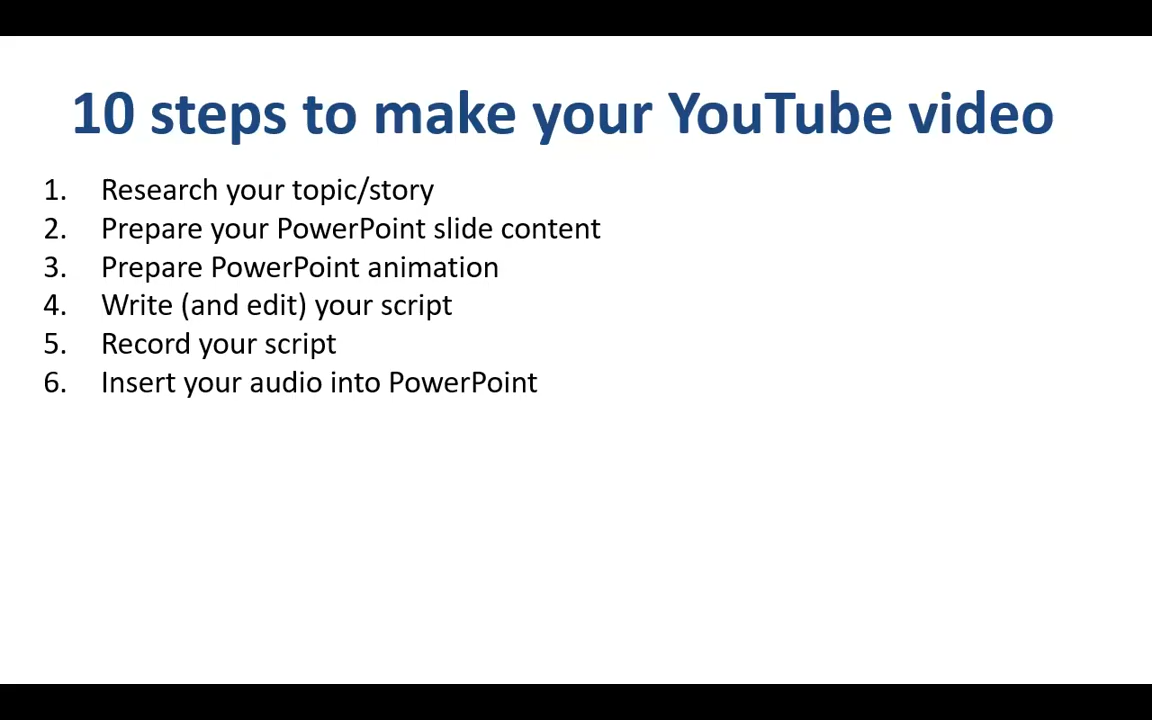 10 steps to make your YouTube video
1. Research your topic/story
2. Prepare your PowerPoint slide content
3. Prepare PowerPoint animation
4. Write (and edit) your script
5. Record your script
6. Insert your audio into PowerPoint